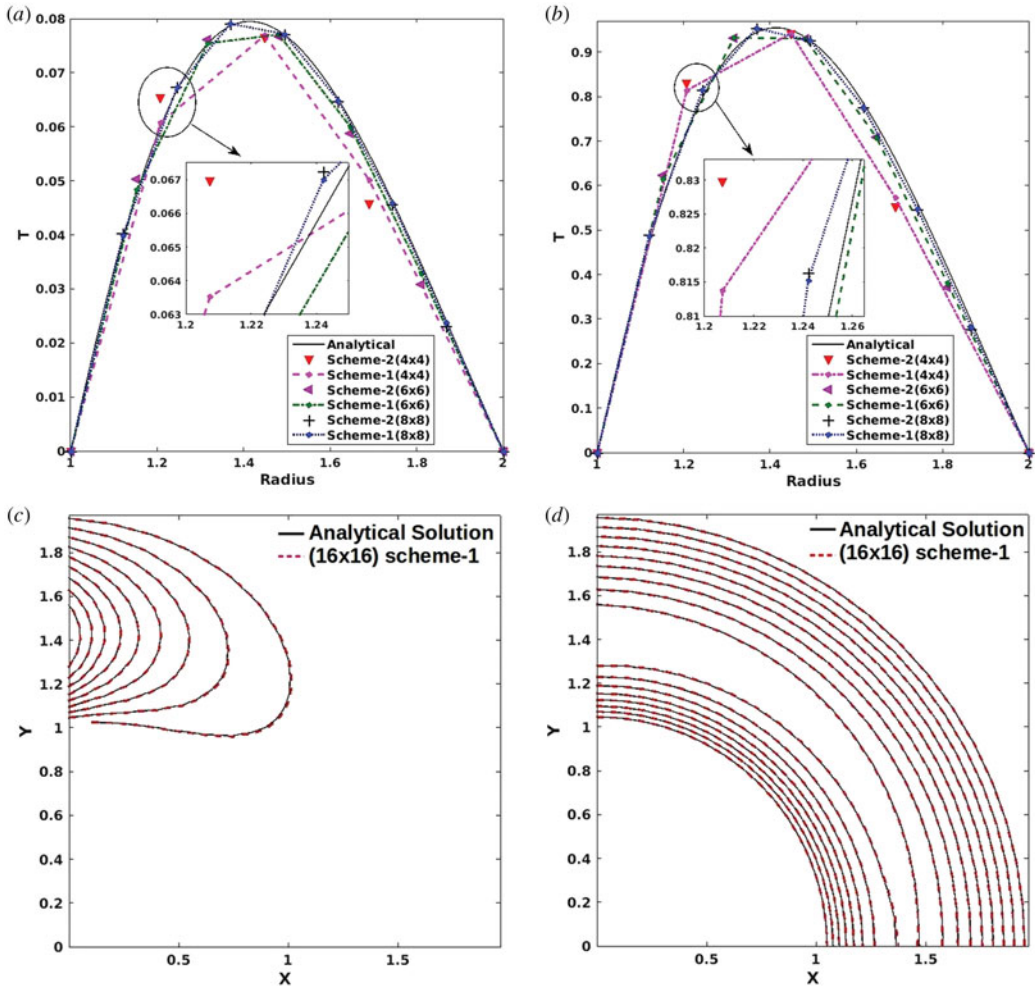 (a)
0.08
0.07
0.06
0.05
0.04
0.03
0.02
0.01
0
T
0.067
0.066
0.065
0.064
0.063
1.2 1.22 1.24
Analytical
Scheme-2(4x4)
Scheme-1(4x4)
Scheme-2(6x6)
Scheme-1(6x6)
Scheme-2(8x8)
Scheme-1(8x8)
1 1.2 1.4 1.6 1.8 2
Radius
(b)
0.9
0.8
0.7
0.6
0.5
0.4
0.3
0.2
0.1
0
T
0.83
0.825
0.82
0.815
0.81
1.2 1.22 1.24 1.26
Analytical
Scheme-2(4x4)
Scheme-1(4x4)
Scheme-2(6x6)
Scheme-1(6x6)
Scheme-2(8x8)
Scheme-1(8x8)
1 1.2 1.4 1.6 1.8 2
Radius
(c)
Analytical Solution
(16x16) scheme-1
1.8
1.6
1.4
1.2
1
0.8
0.6
0.4
0.2
0
Y
0.5 1 1.5
X
(d)
Analytical Solution
(16x16) scheme-1
1.8
1.6
1.4
1.2
1
0.8
0.6
0.4
0.2
0
Y
0.5 1 1.5
X